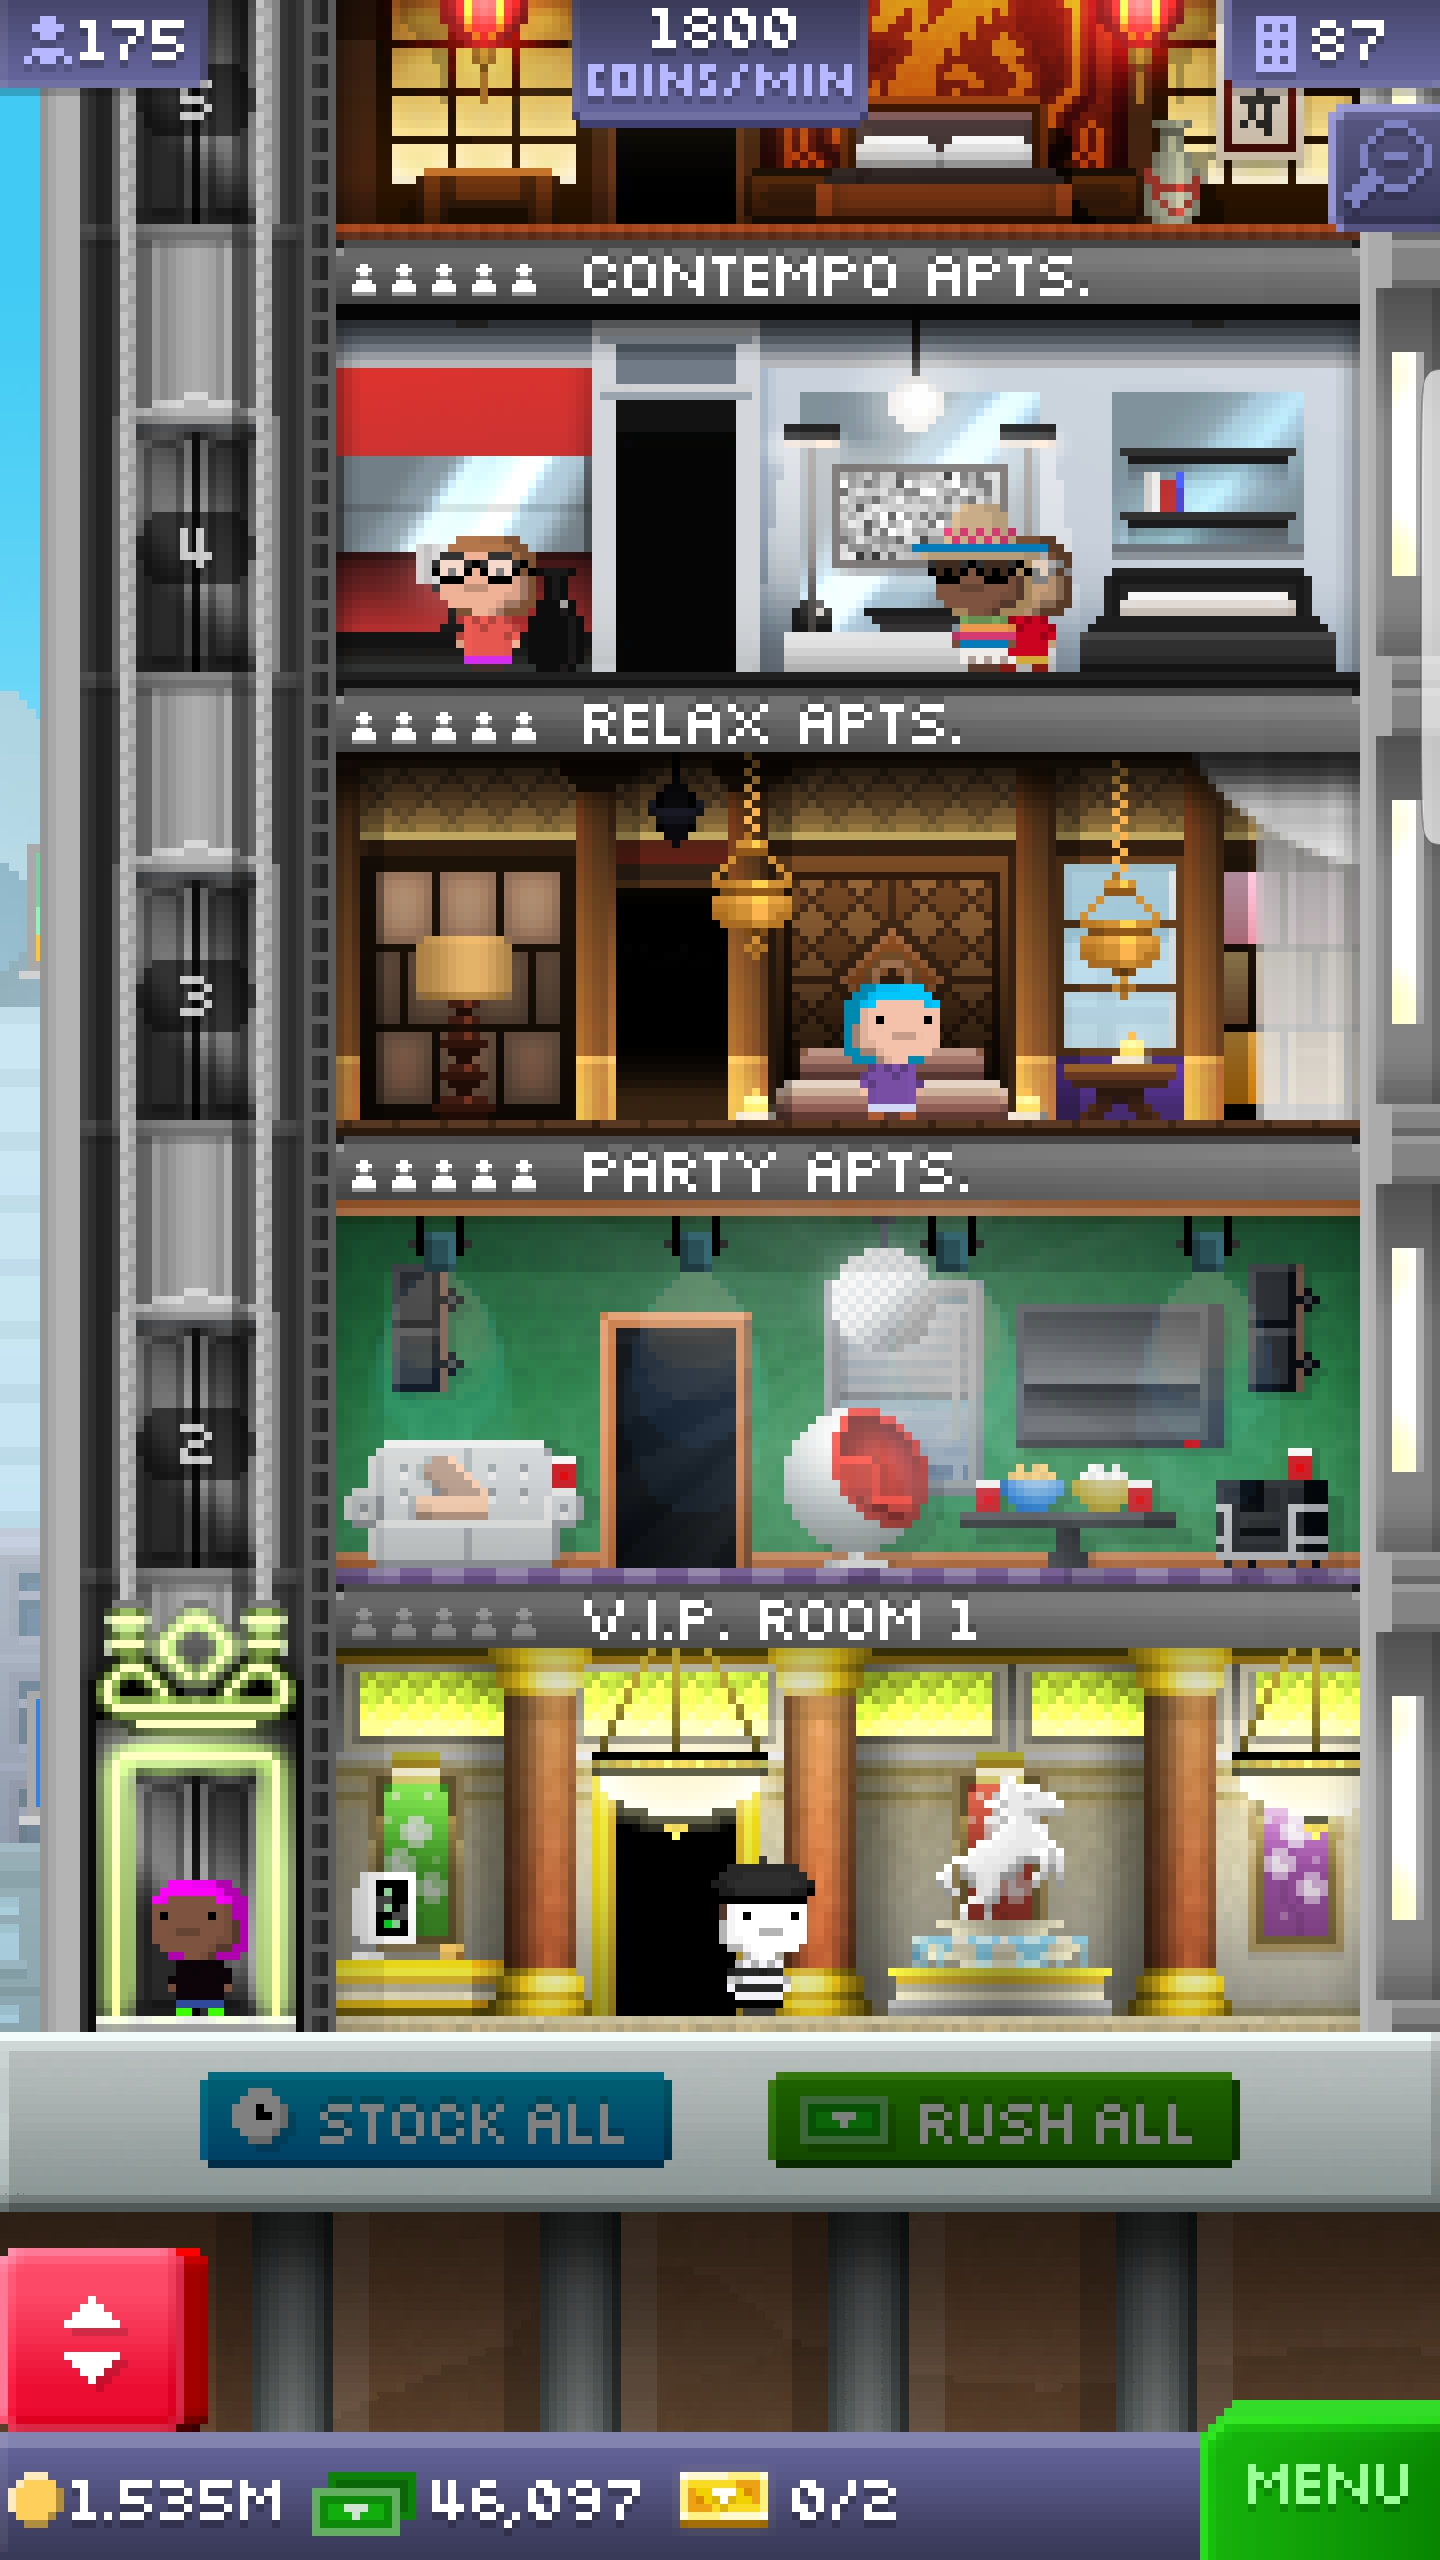 175
1800
COINS/MIN
87
5
CONTEMPO APTS.
4
RELAX APTS.
3
PARTY APTS.
2
V.I.P. ROOM 1
STOCK ALL
RUSH ALL
1.535M
46,097
0/2
MENU